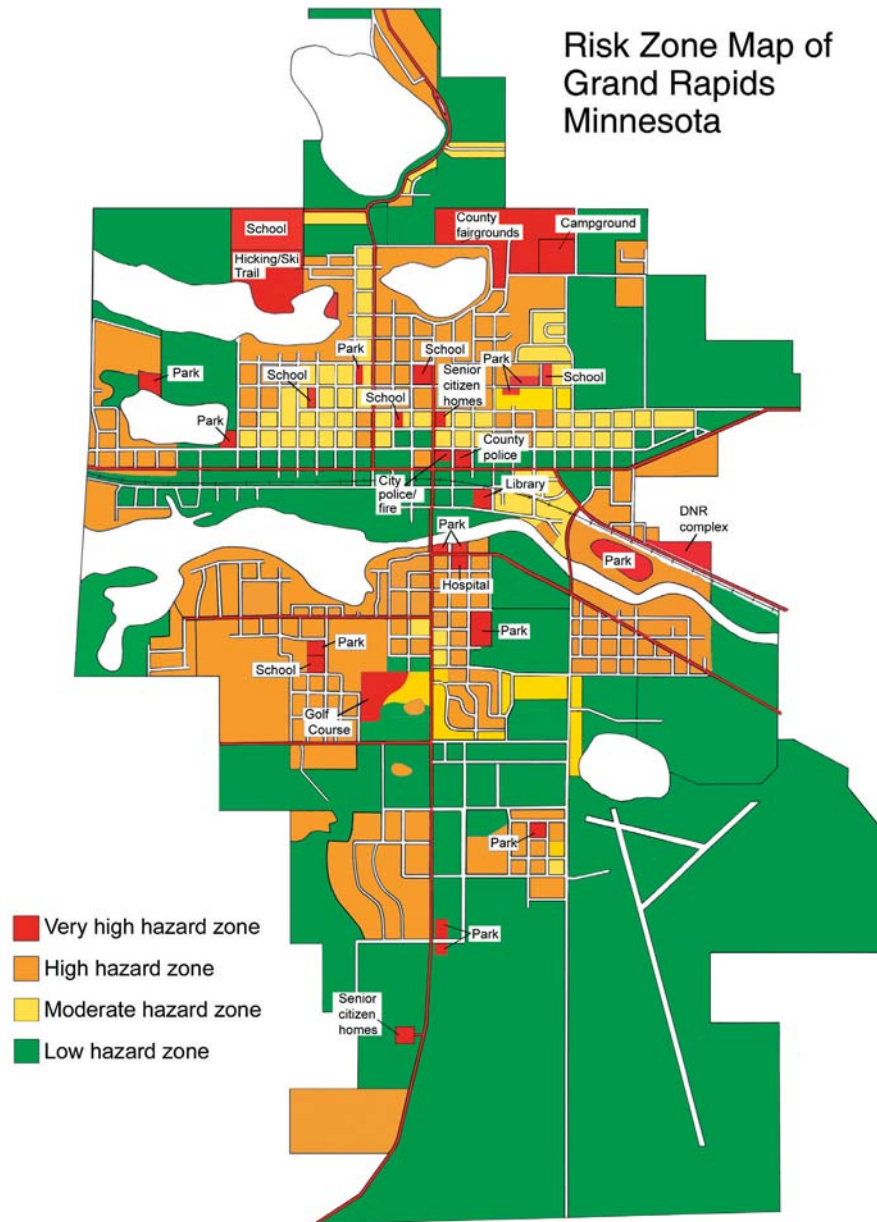 Risk Zone Map of
Grand Rapids
Minnesota
School
County
fairgrounds
Campground
Hicking/Ski
Trail
Park
School
Park
Park
School
Senior
citizen
homes
School
School
Park
County
police
City
police/
fire
Library
Park
DNR
complex
Park
Hospital
Park
Park
School
Golf
Course
Park
Park
Senior
citizen
homes
Very high hazard zone
High hazard zone
Moderate hazard zone
Low hazard zone